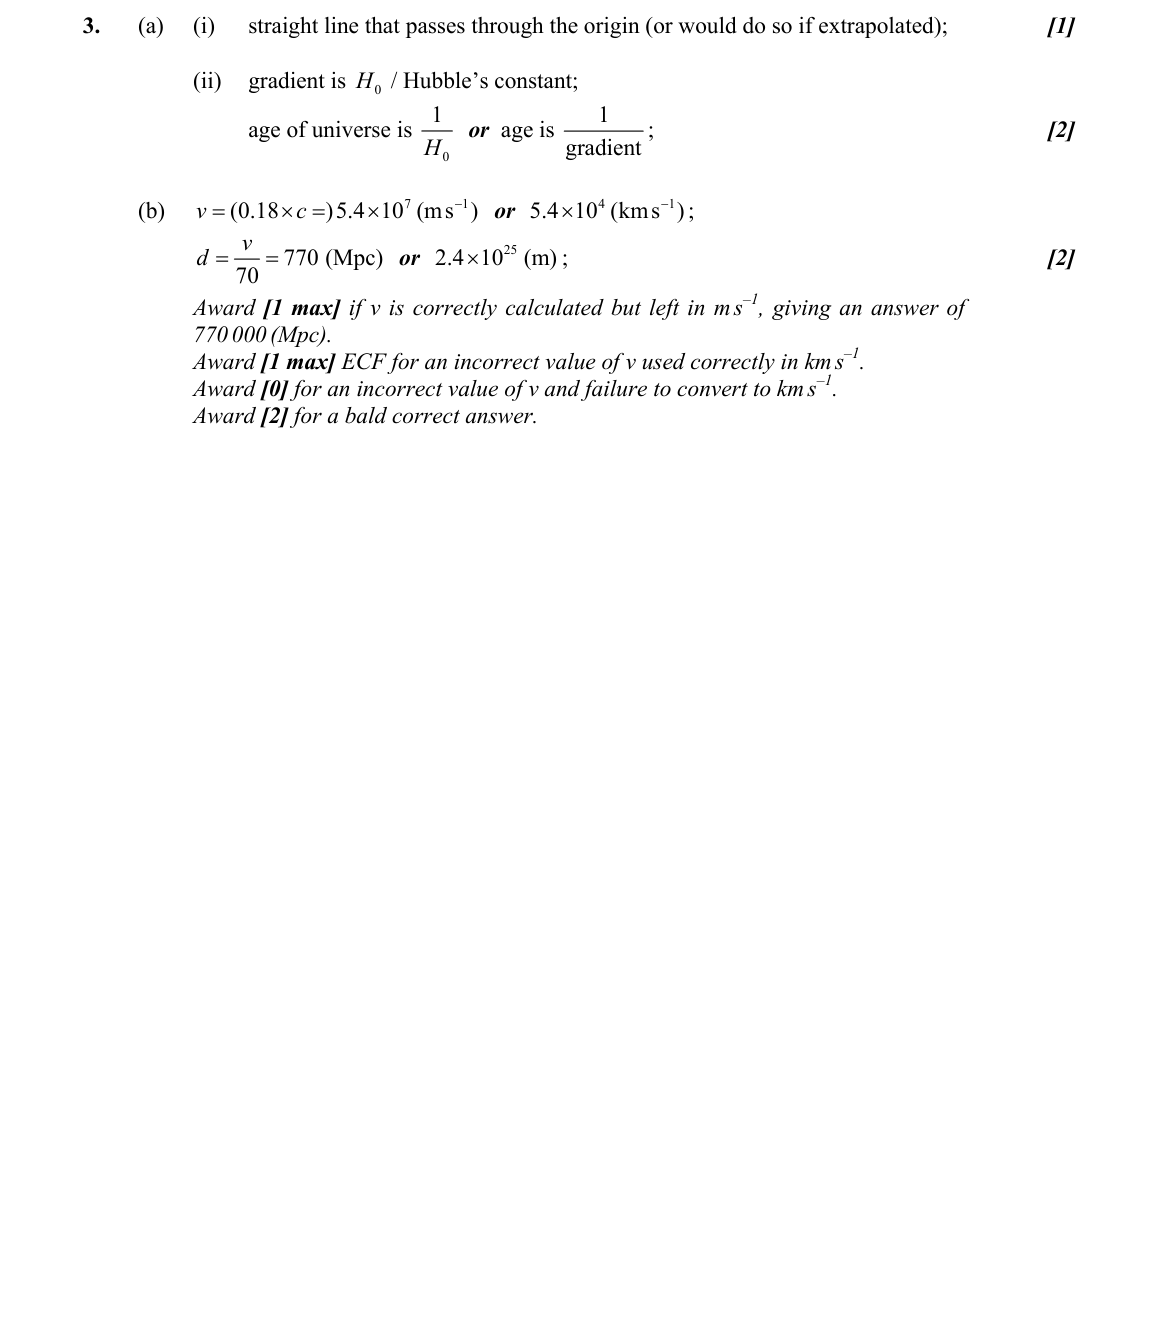 3. (a) (i) straight line that passes through the origin (or would do so if extrapolated); [1]
(ii) gradient is H₀ / Hubble’s constant;
age of universe is 1/H₀ or age is 1/gradient; [2]
(b) v = (0.18×c =)5.4×10⁷ (ms⁻¹) or 5.4×10⁴ (kms⁻¹);
d = v/70 = 770 (Mpc) or 2.4×10²⁵ (m); [2]
Award [1 max] if v is correctly calculated but left in ms⁻¹, giving an answer of
770 000 (Mpc).
Award [1 max] ECF for an incorrect value of v used correctly in kms⁻¹.
Award [0] for an incorrect value of v and failure to convert to kms⁻¹.
Award [2] for a bald correct answer.